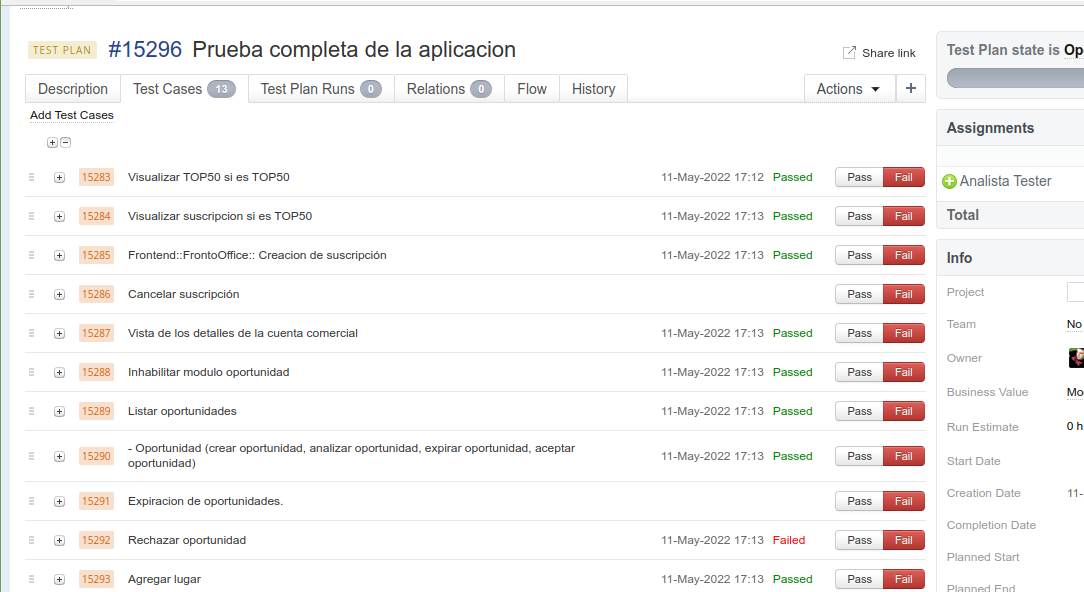 TEST PLAN #15296 Prueba completa de la aplicacion
Share link
Description Test Cases 13 Test Plan Runs 0 Relations 0 Flow History Actions +
Add Test Cases
15283 Visualizar TOP50 si es TOP50 11-May-2022 17:12 Passed Pass Fail
15284 Visualizar suscripcion si es TOP50 11-May-2022 17:13 Passed Pass Fail
15285 Frontend::FrontoOffice:: Creacion de suscripción 11-May-2022 17:13 Passed Pass Fail
15286 Cancelar suscripción Pass Fail
15287 Vista de los detalles de la cuenta comercial 11-May-2022 17:13 Passed Pass Fail
15288 Inhabilitar modulo oportunidad 11-May-2022 17:13 Passed Pass Fail
15289 Listar oportunidades 11-May-2022 17:13 Passed Pass Fail
15290 - Oportunidad (crear oportunidad, analizar oportunidad, expirar oportunidad, aceptar
oportunidad) 11-May-2022 17:13 Passed Pass Fail
15291 Expiracion de oportunidades. Pass Fail
15292 Rechazar oportunidad 11-May-2022 17:13 Failed Pass Fail
15293 Agregar lugar 11-May-2022 17:13 Passed Pass Fail
Test Plan state is Op
Assignments
Analista Tester
Total
Info
Project
Team No
Owner
Business Value Mo
Run Estimate 0 h
Start Date
Creation Date 11-
Completion Date
Planned Start
Planned End